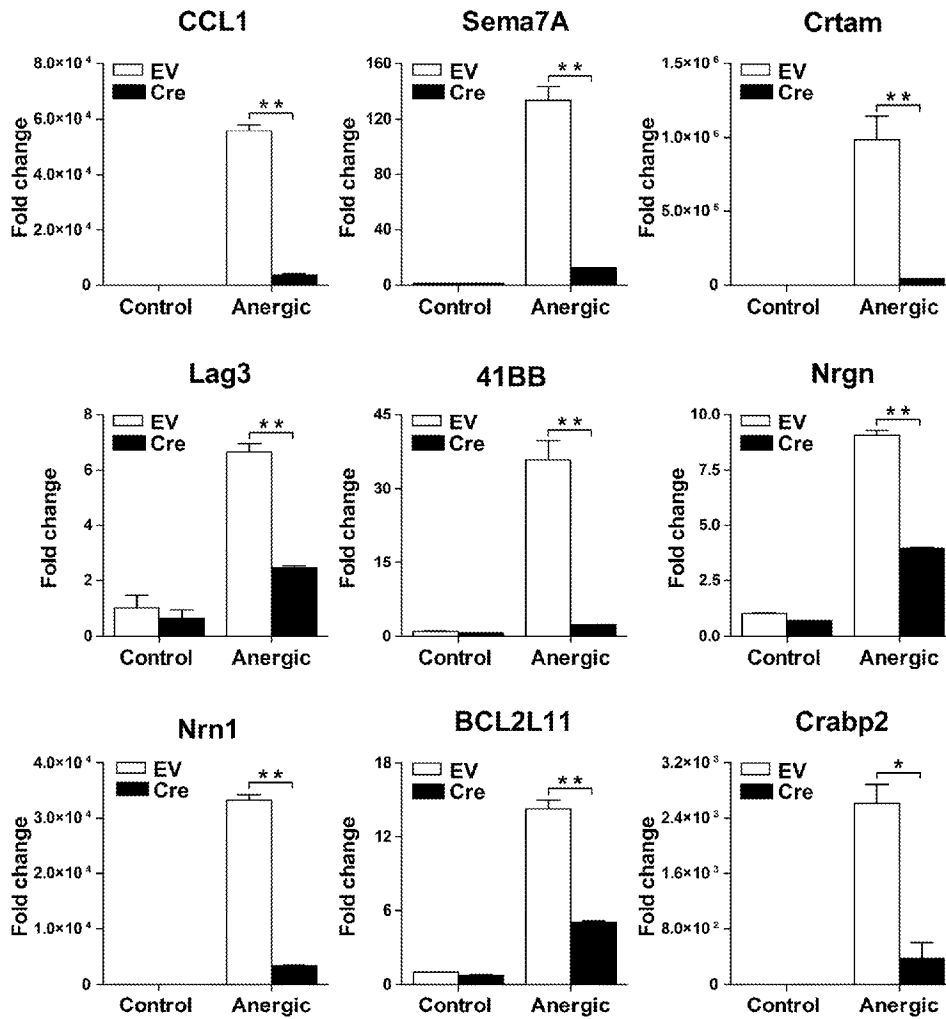 CCL1
Fold change
8.0×10⁴
6.0×10⁴
4.0×10⁴
2.0×10⁴
0
EV
Cre
**
Control Anergic
Sema7A
Fold change
160
120
80
40
0
EV
Cre
**
Control Anergic
Crtam
Fold change
1.5×10⁶
1.0×10⁶
5.0×10⁵
0
EV
Cre
**
Control Anergic
Lag3
Fold change
8
6
4
2
0
EV
Cre
**
Control Anergic
41BB
Fold change
45
30
15
0
EV
Cre
**
Control Anergic
Nrgn
Fold change
10.0
7.5
5.0
2.5
0.0
EV
Cre
**
Control Anergic
Nrn1
Fold change
4.0×10⁴
3.0×10⁴
2.0×10⁴
1.0×10⁴
0
EV
Cre
**
Control Anergic
BCL2L11
Fold change
18
12
6
0
EV
Cre
**
Control Anergic
Crabp2
Fold change
3.2×10³
2.4×10³
1.6×10³
8.0×10²
0
EV
Cre
*
Control Anergic